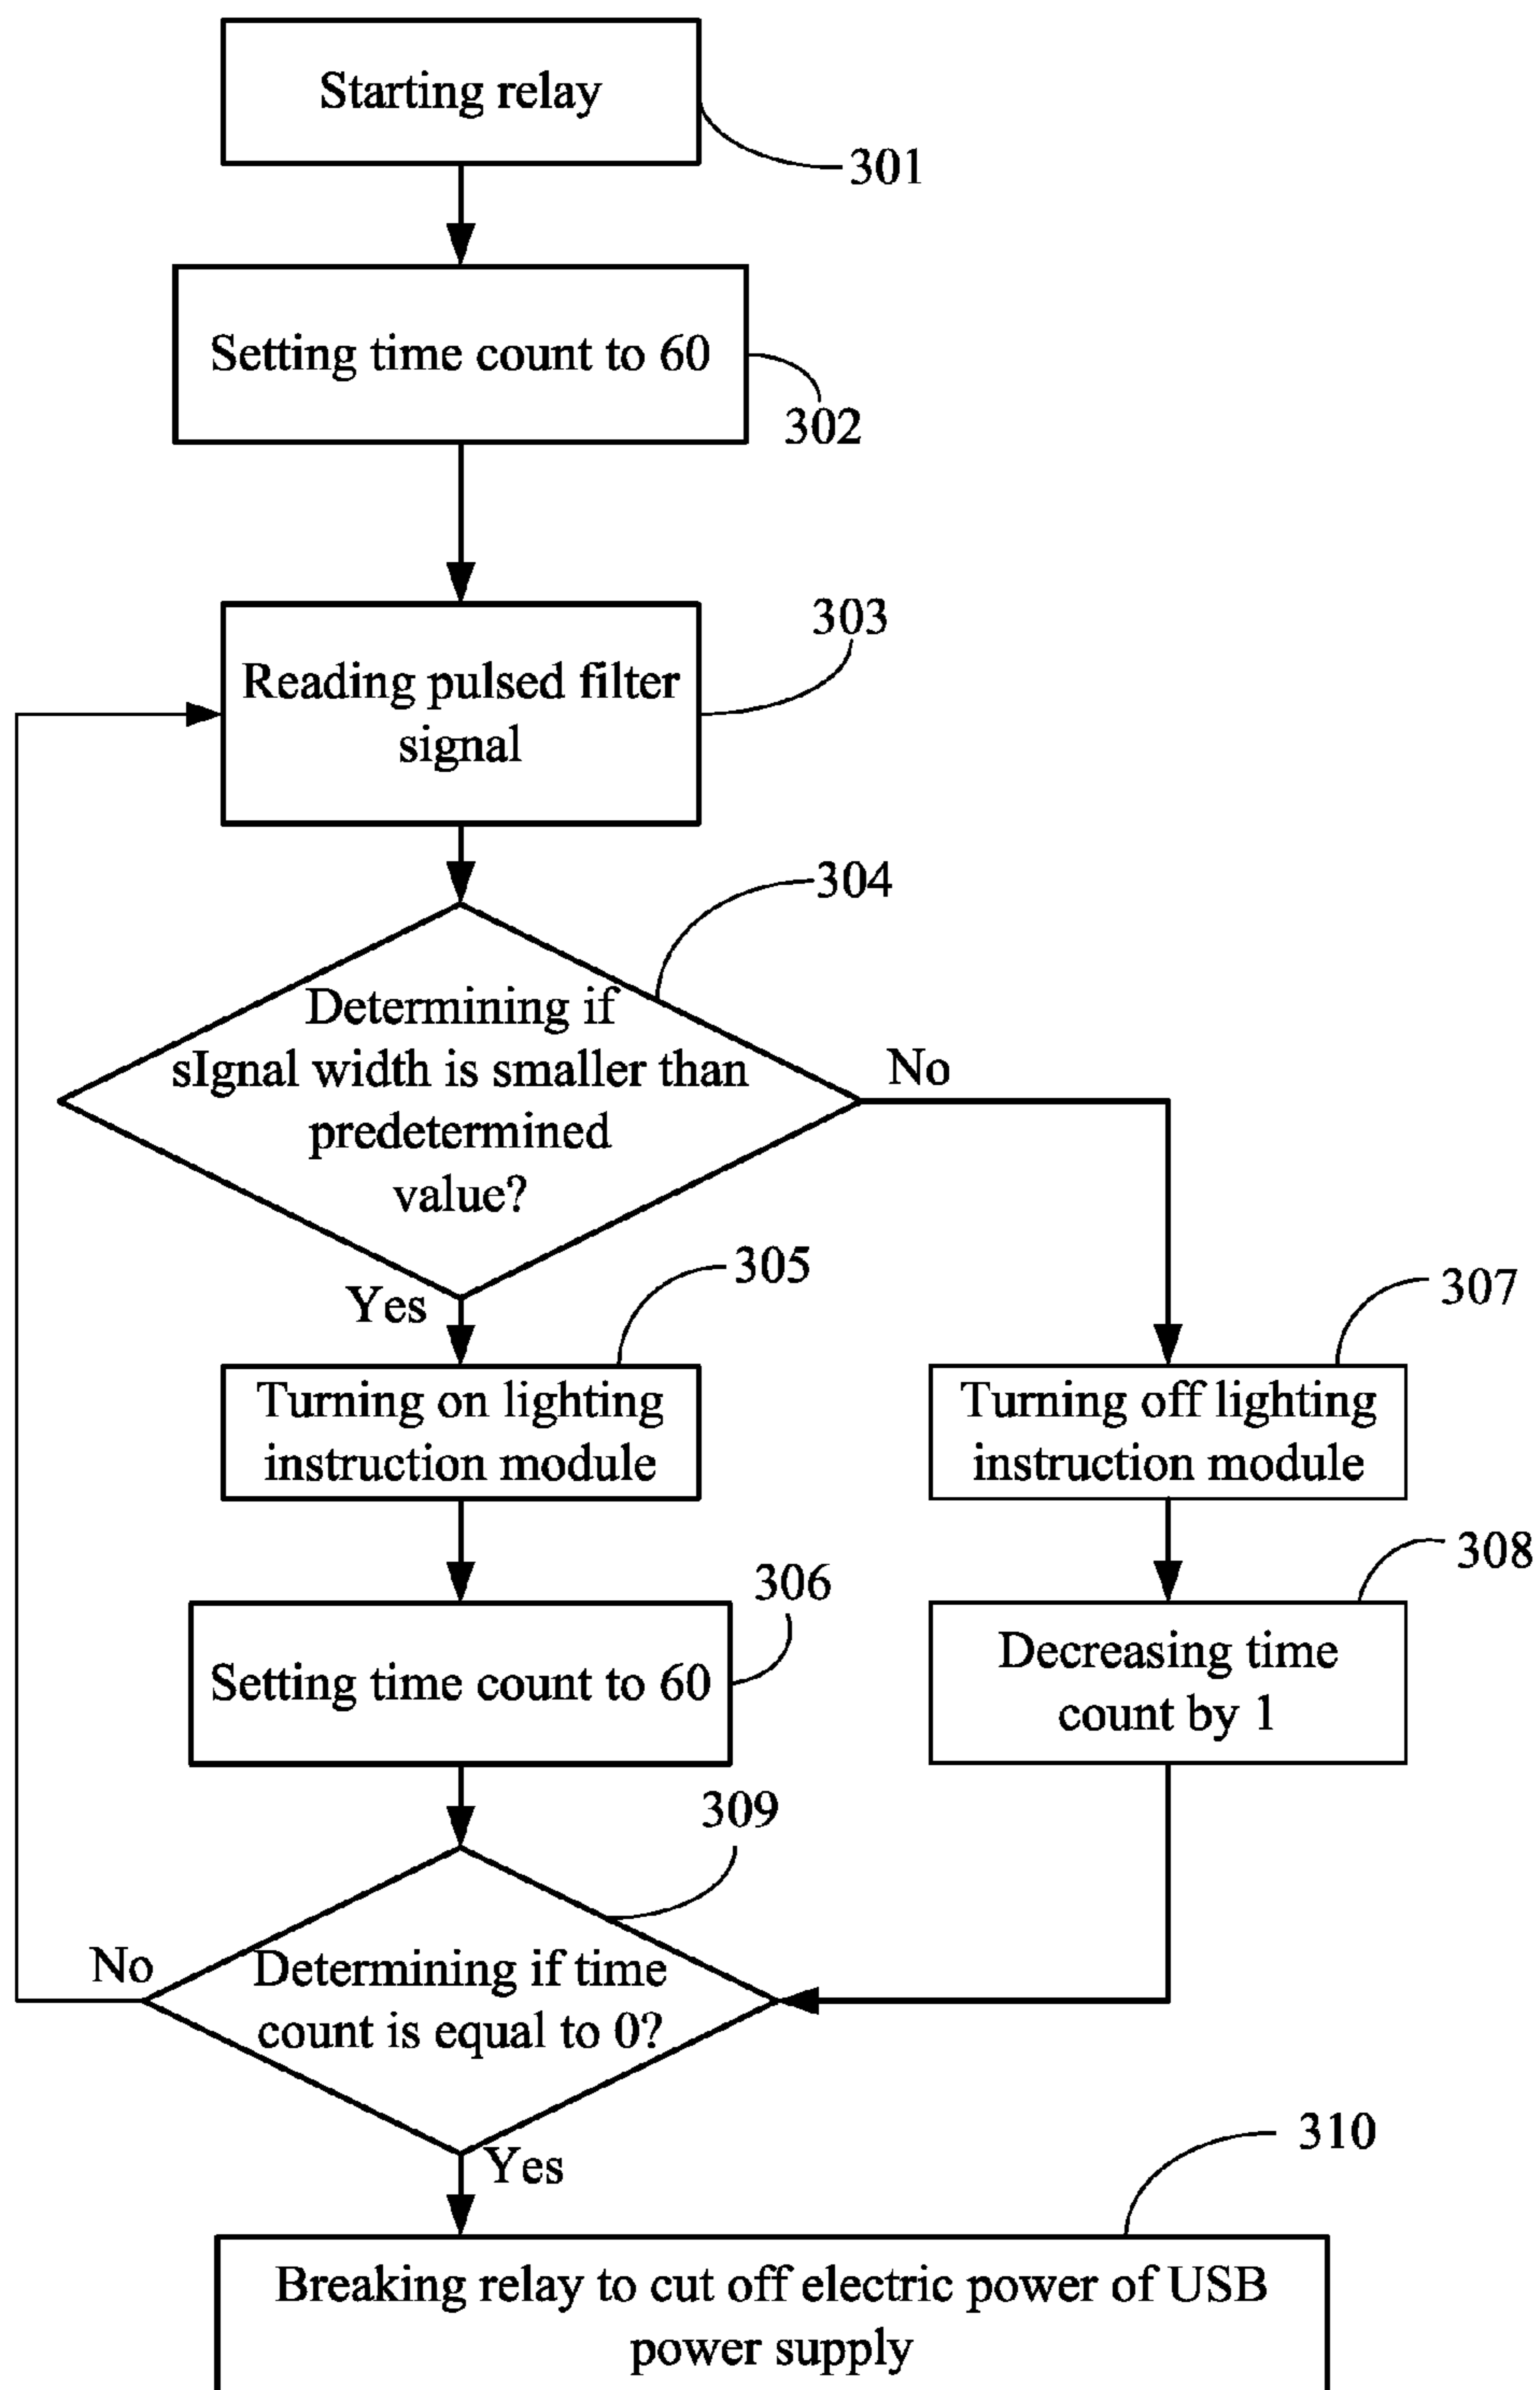 Starting relay
301
Setting time count to 60
302
303
Reading pulsed filter
signal
304
Determining if
sIgnal width is smaller than
predetermined
value?
No
Yes
305
307
Turning on lighting
instruction module
Turning off lighting
instruction module
308
306
Setting time count to 60
Decreasing time
count by 1
309
No
Determining if time
count is equal to 0?
Yes
310
Breaking relay to cut off electric power of USB
power supply